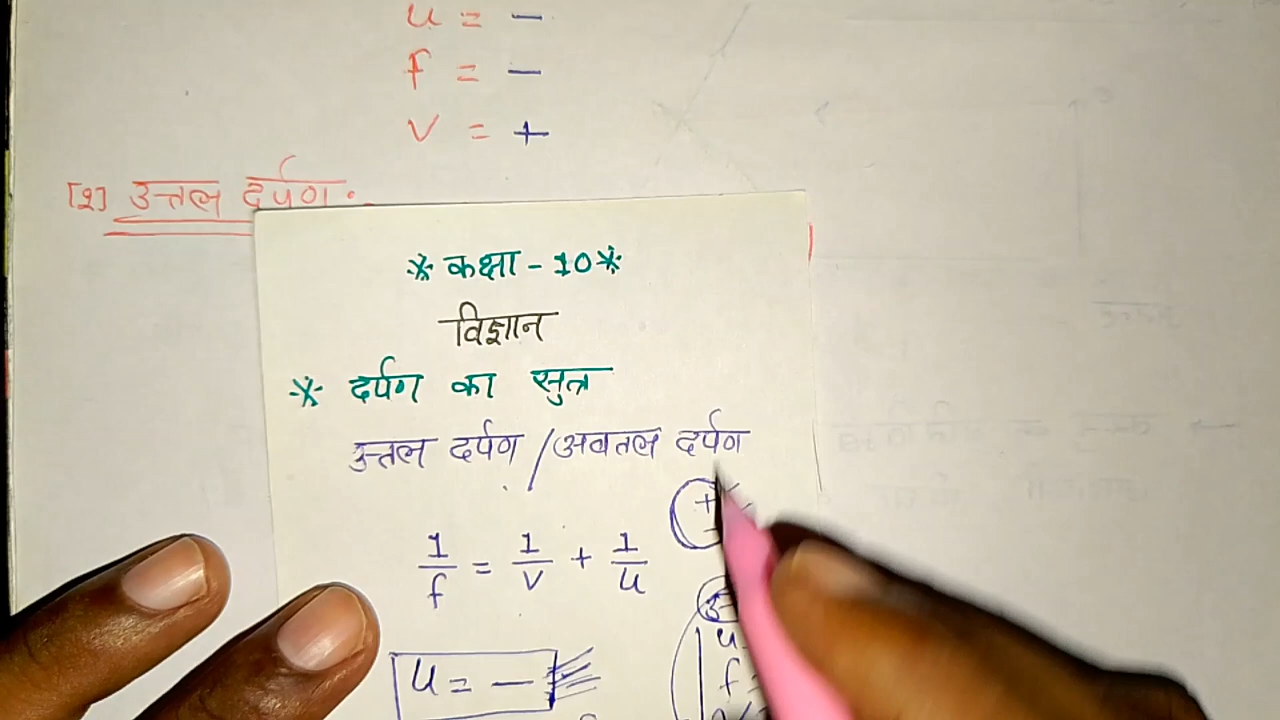 u = -
f = -
v = +
[2] उत्तल दर्पण :-
* कक्षा - 10 *
विज्ञान
* दर्पण का सुत्र
उत्तल दर्पण / अवतल दर्पण
1/f = 1/v + 1/u
u = -
u
f =